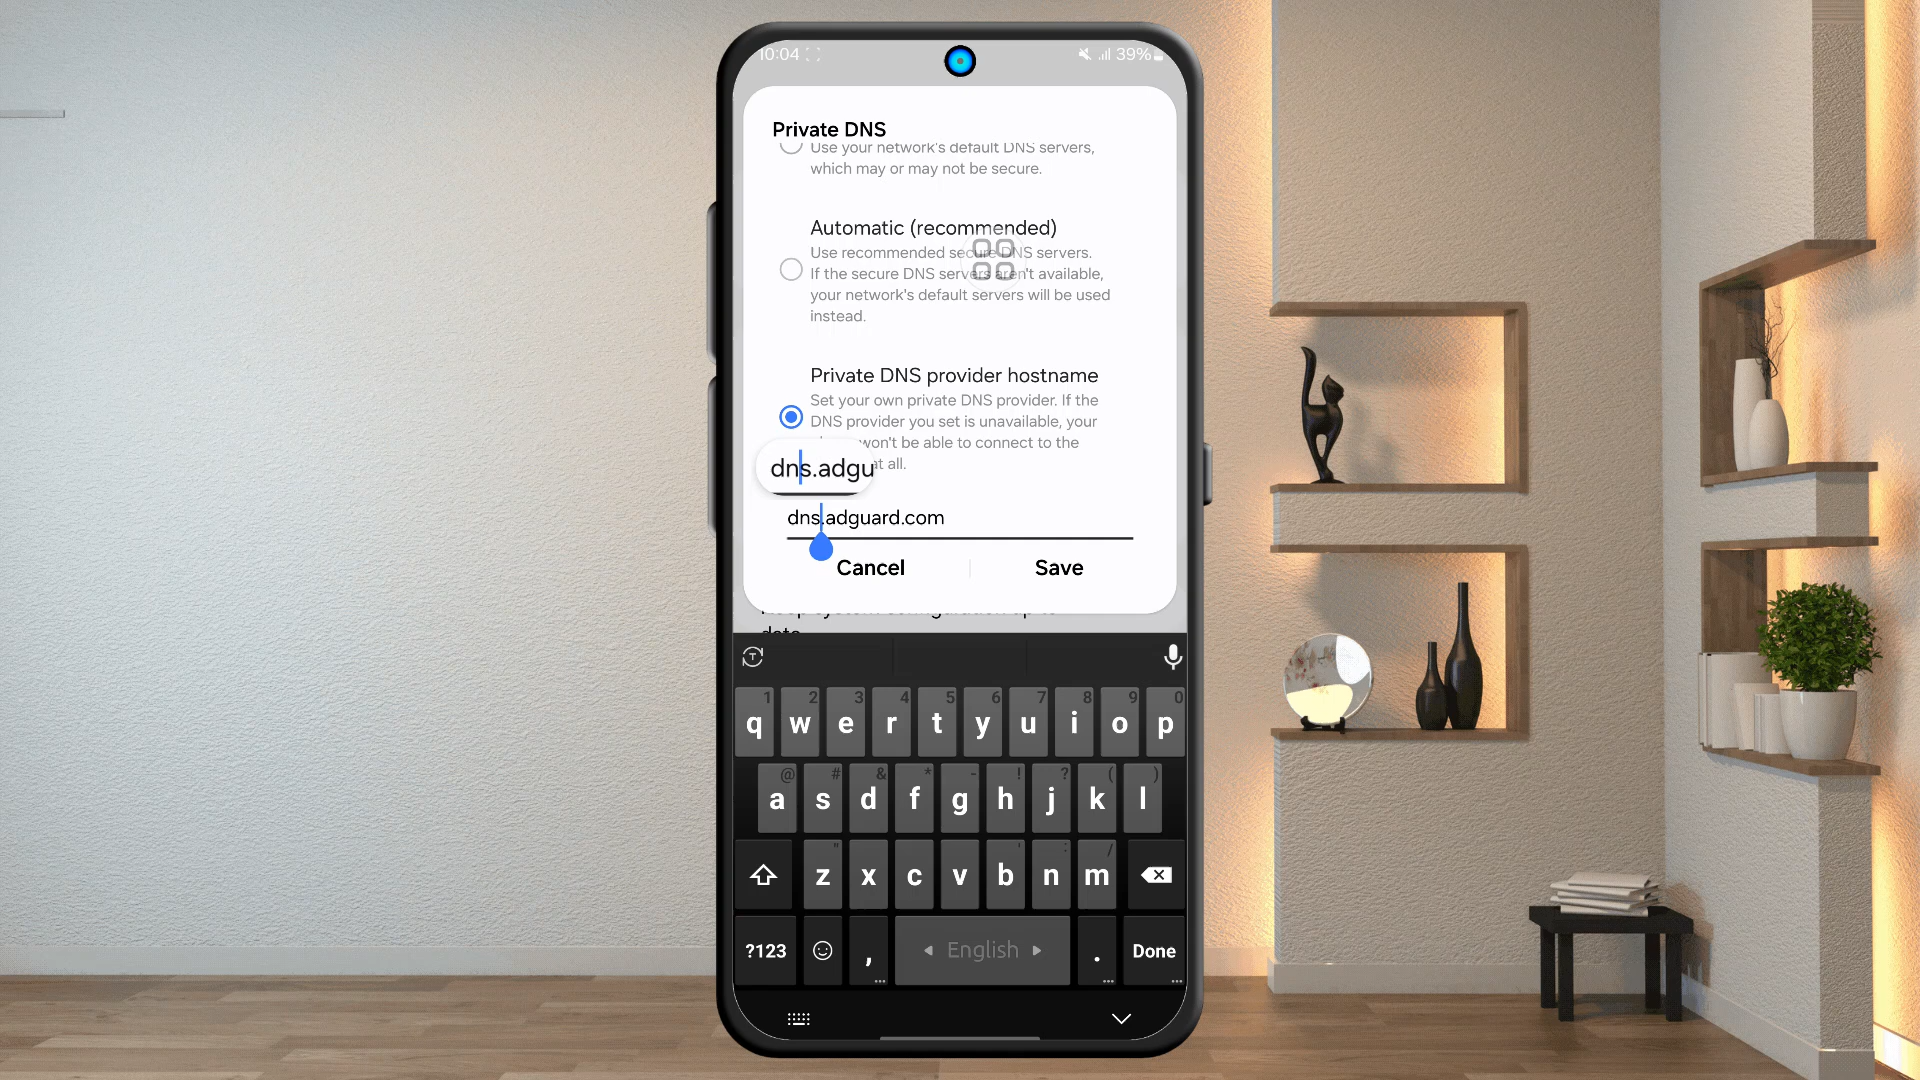 10:04
39%
Private DNS
Use your network's default DNS servers,
which may or may not be secure.
Automatic (recommended)
Use recommended secure DNS servers.
If the secure DNS servers aren't available,
your network's default servers will be used
instead.
Private DNS provider hostname
Set your own private DNS provider. If the
DNS provider you set is unavailable, your
won't be able to connect to the
at all.
dns.adgu
dns.adguard.com
Cancel
Save
T
1 2 3 4 5 6 7 8 9 0
q w e r t y u i o p
@ # & * - ! ? ( )
a s d f g h j k l
" ' : /
z x c v b n m
?123 , English . Done